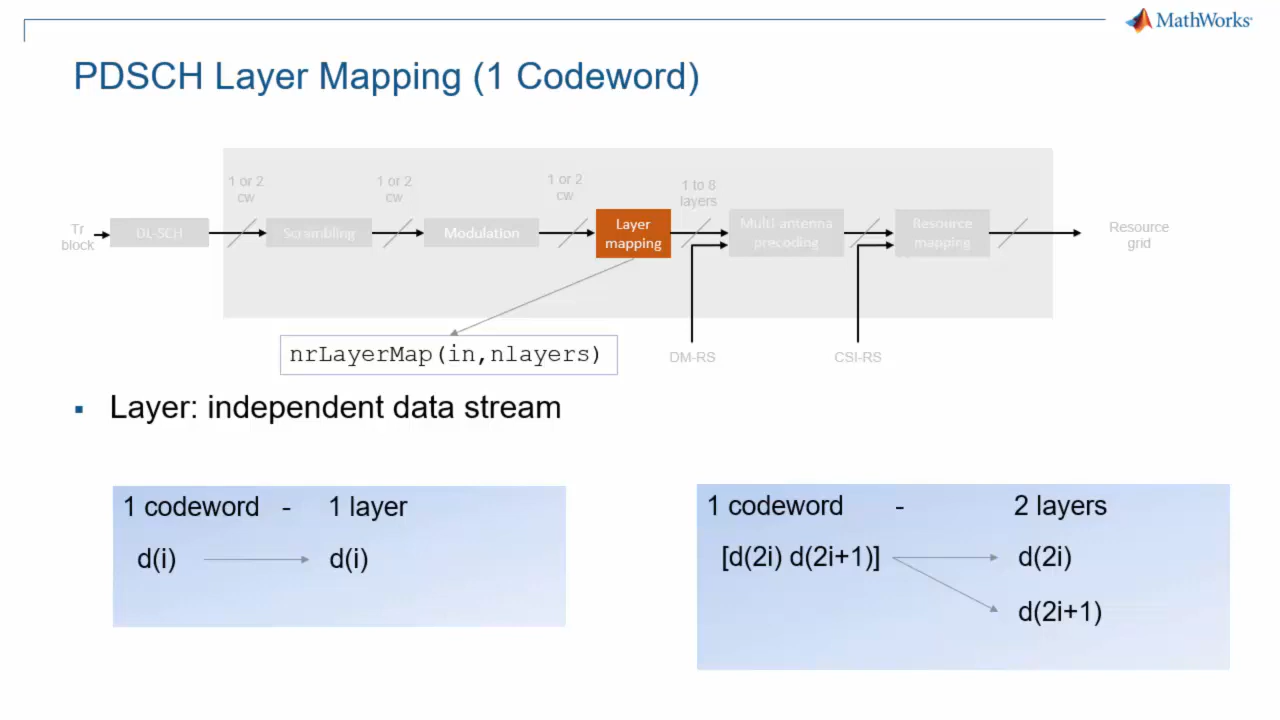 MathWorks
PDSCH Layer Mapping (1 Codeword)
1 or 2
cw
1 or 2
cw
1 or 2
cw
1 to 8
layers
Tr
block
DL-SCH
Scrambling
Modulation
Layer
mapping
Multi antenna
precoding
Resource
mapping
Resource
grid
nrLayerMap(in,nlayers)
DM-RS
CSI-RS
▪ Layer: independent data stream
1 codeword - 1 layer
d(i) d(i)
1 codeword - 2 layers
[d(2i) d(2i+1)] d(2i)
d(2i+1)